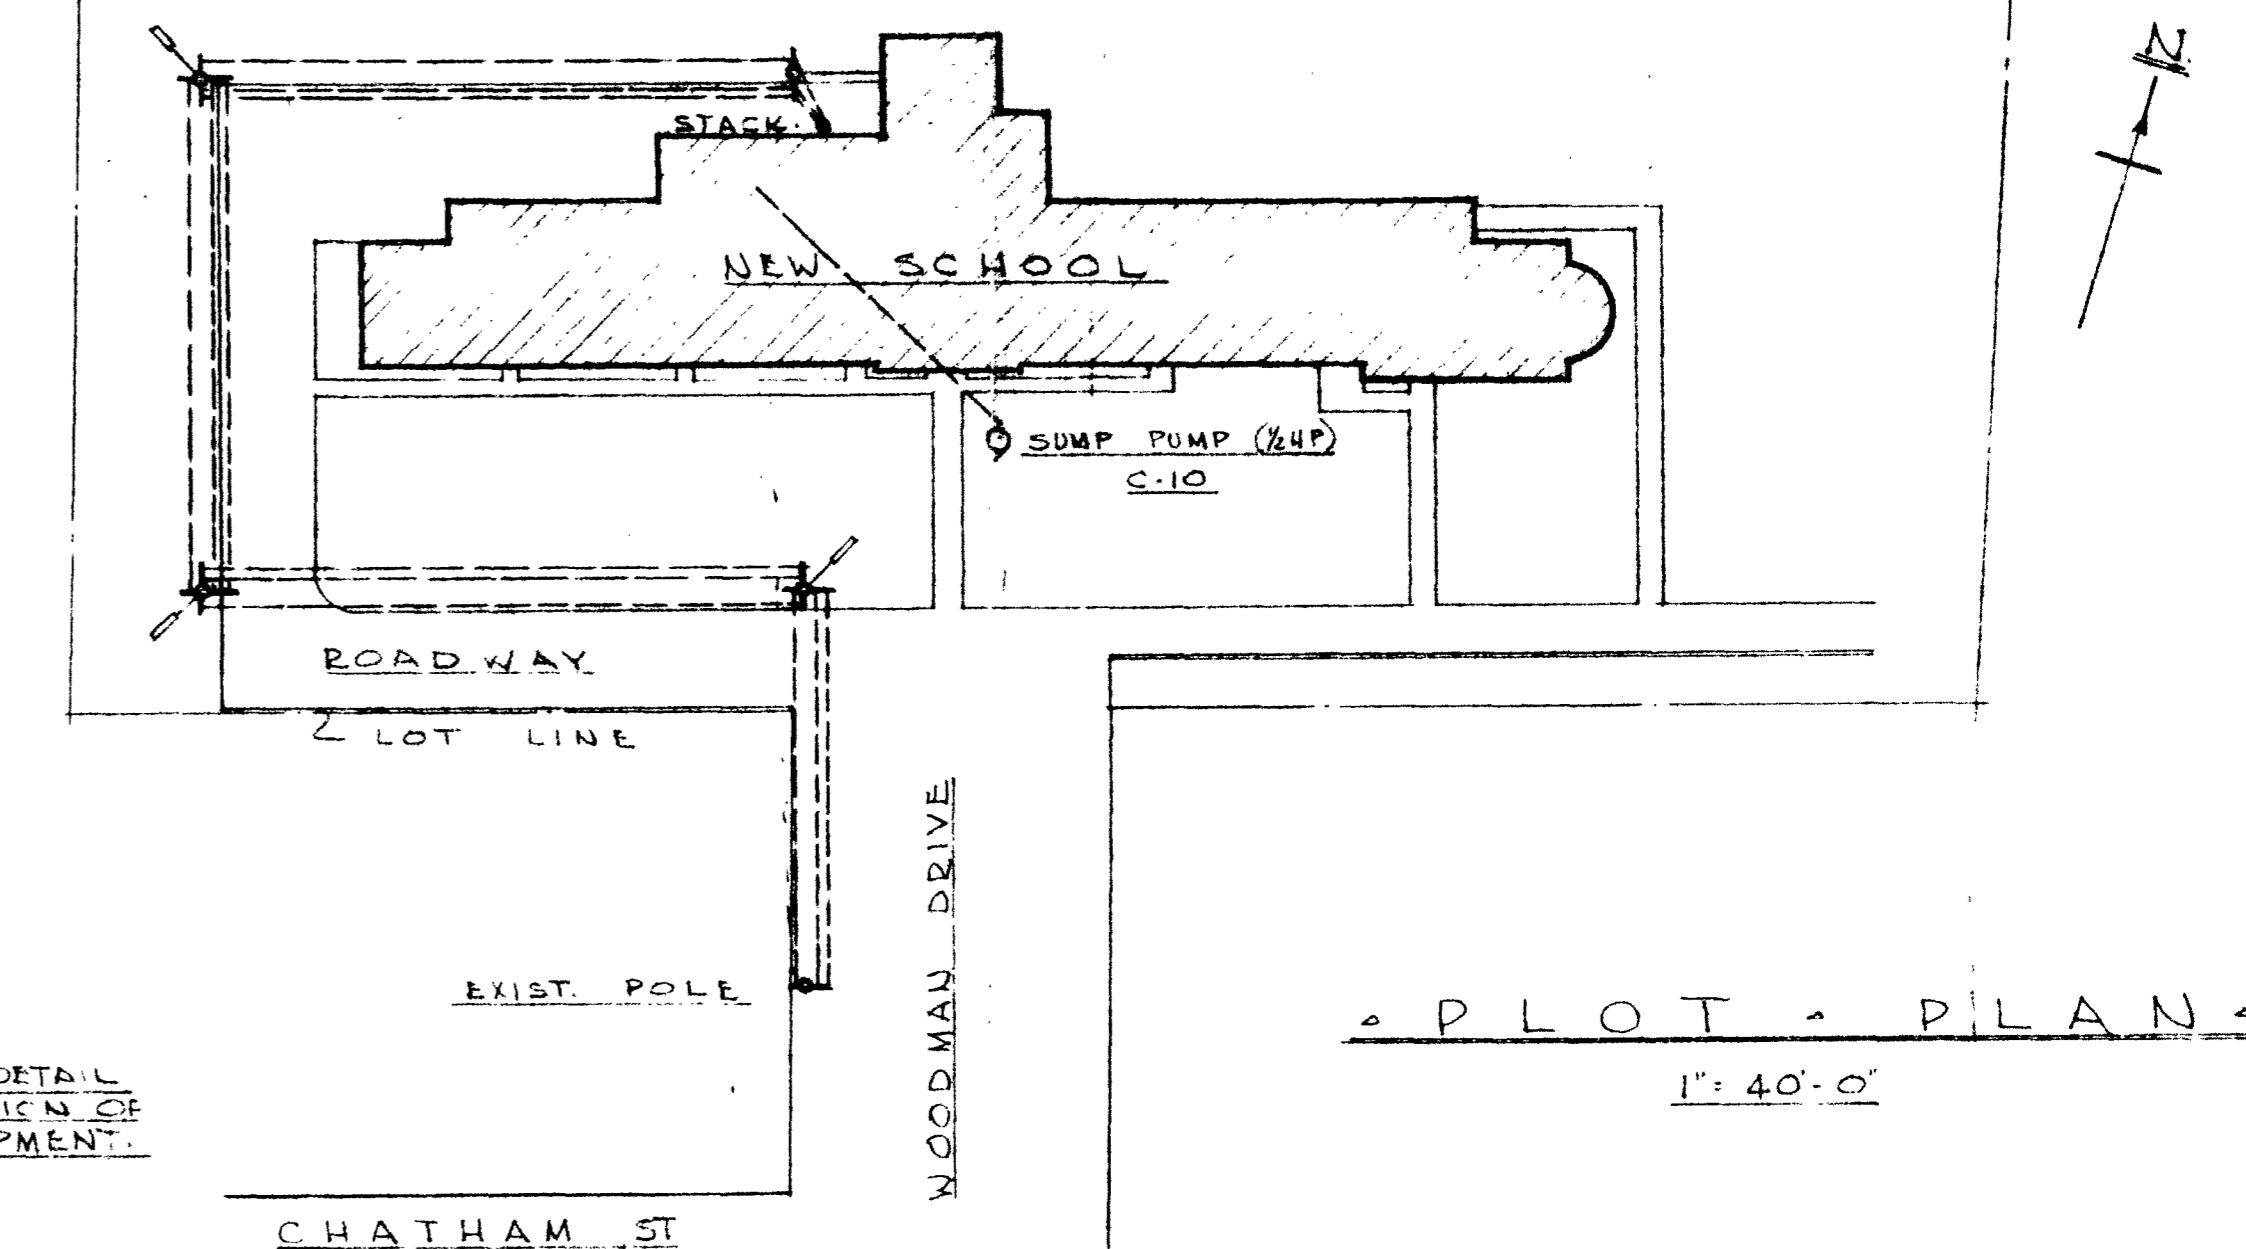 N.
STACK.
NEW SCHOOL
SUMP PUMP (½HP)
C-10
ROADWAY
LOT LINE
WOODMAN DRIVE
EXIST. POLE
• PLOT • PLAN •
1" = 40'-0"
DETAIL
OF
CHATHAM ST